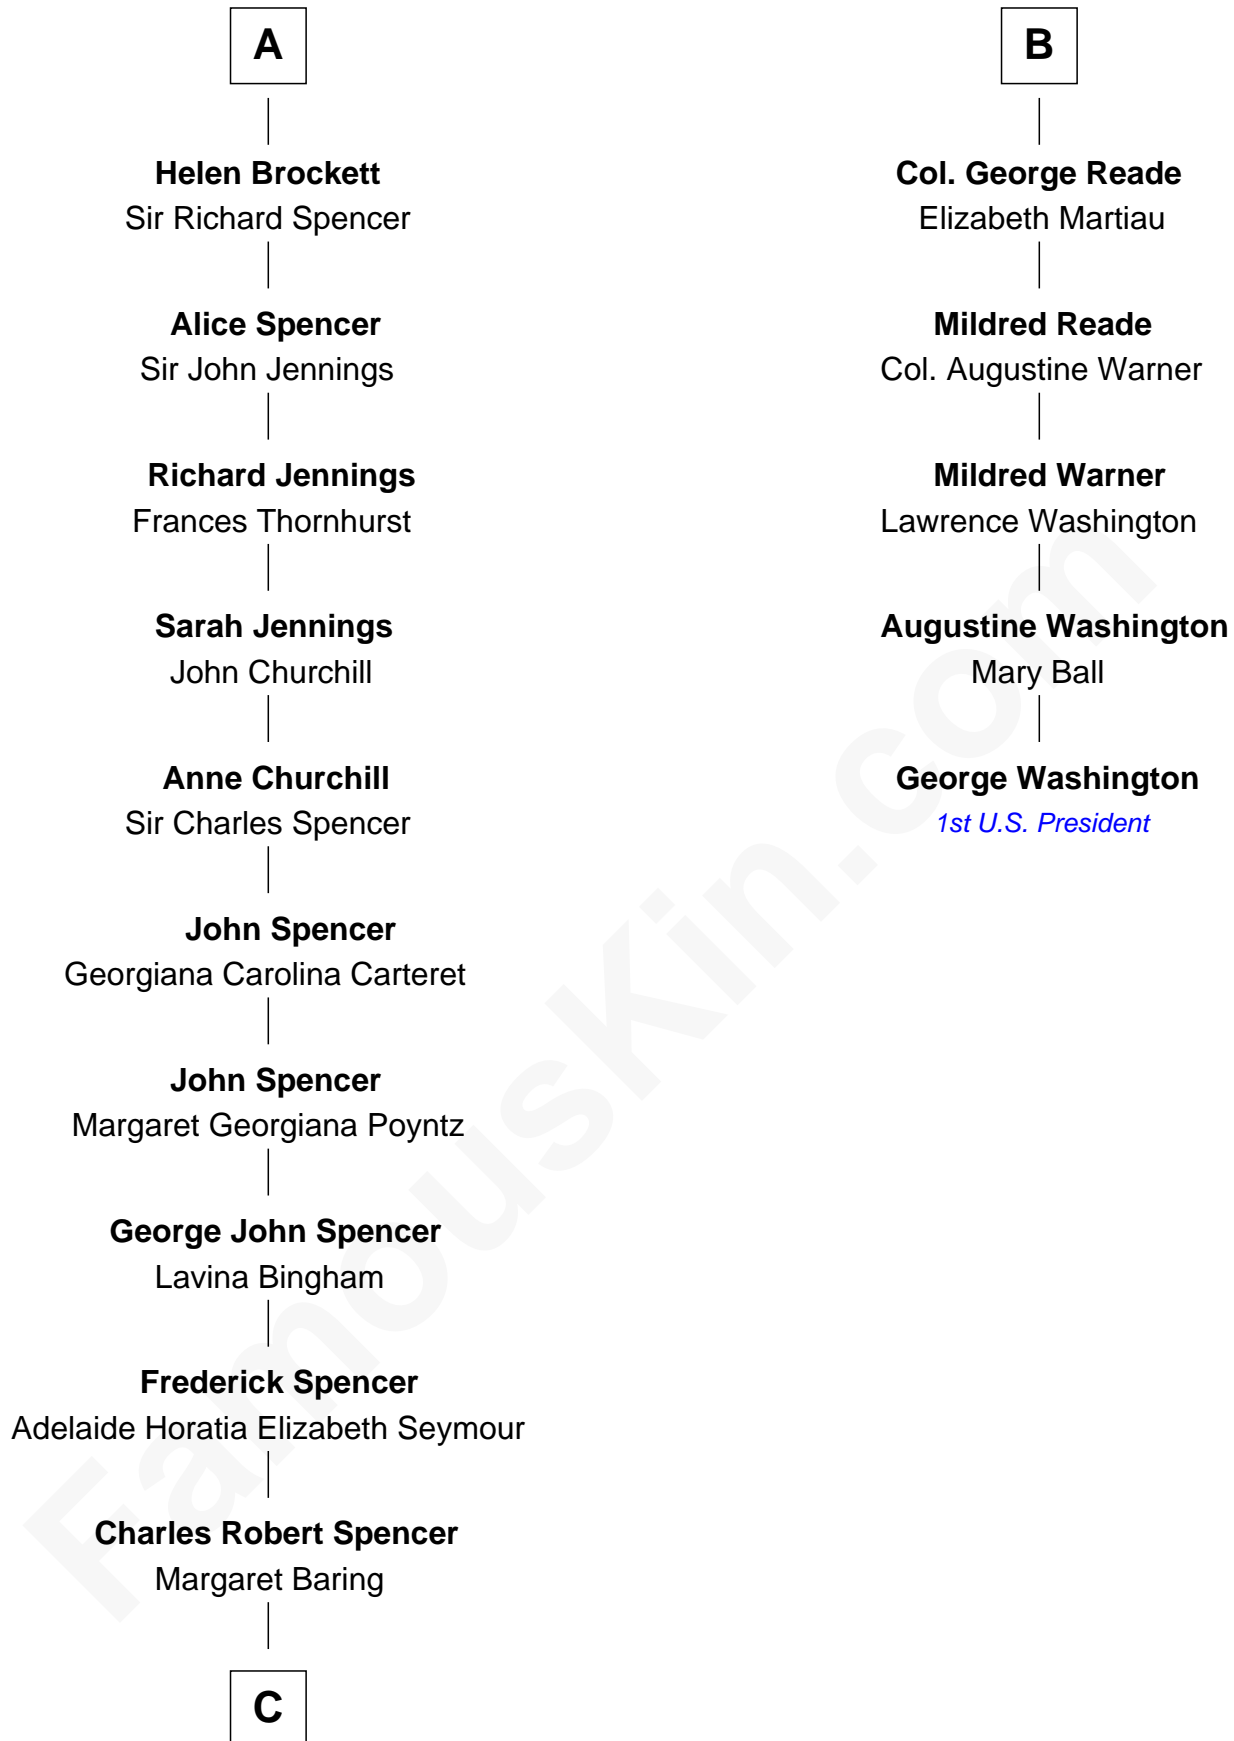 A
Helen Brockett
Sir Richard Spencer
Alice Spencer
Sir John Jennings
Richard Jennings
Frances Thornhurst
Sarah Jennings
John Churchill
Anne Churchill
Sir Charles Spencer
John Spencer
Georgiana Carolina Carteret
John Spencer
Margaret Georgiana Poyntz
George John Spencer
Lavina Bingham
Frederick Spencer
Adelaide Horatia Elizabeth Seymour
Charles Robert Spencer
Margaret Baring
C
B
Col. George Reade
Elizabeth Martiau
Mildred Reade
Col. Augustine Warner
Mildred Warner
Lawrence Washington
Augustine Washington
Mary Ball
George Washington
1st U.S. President
FamousKin.com